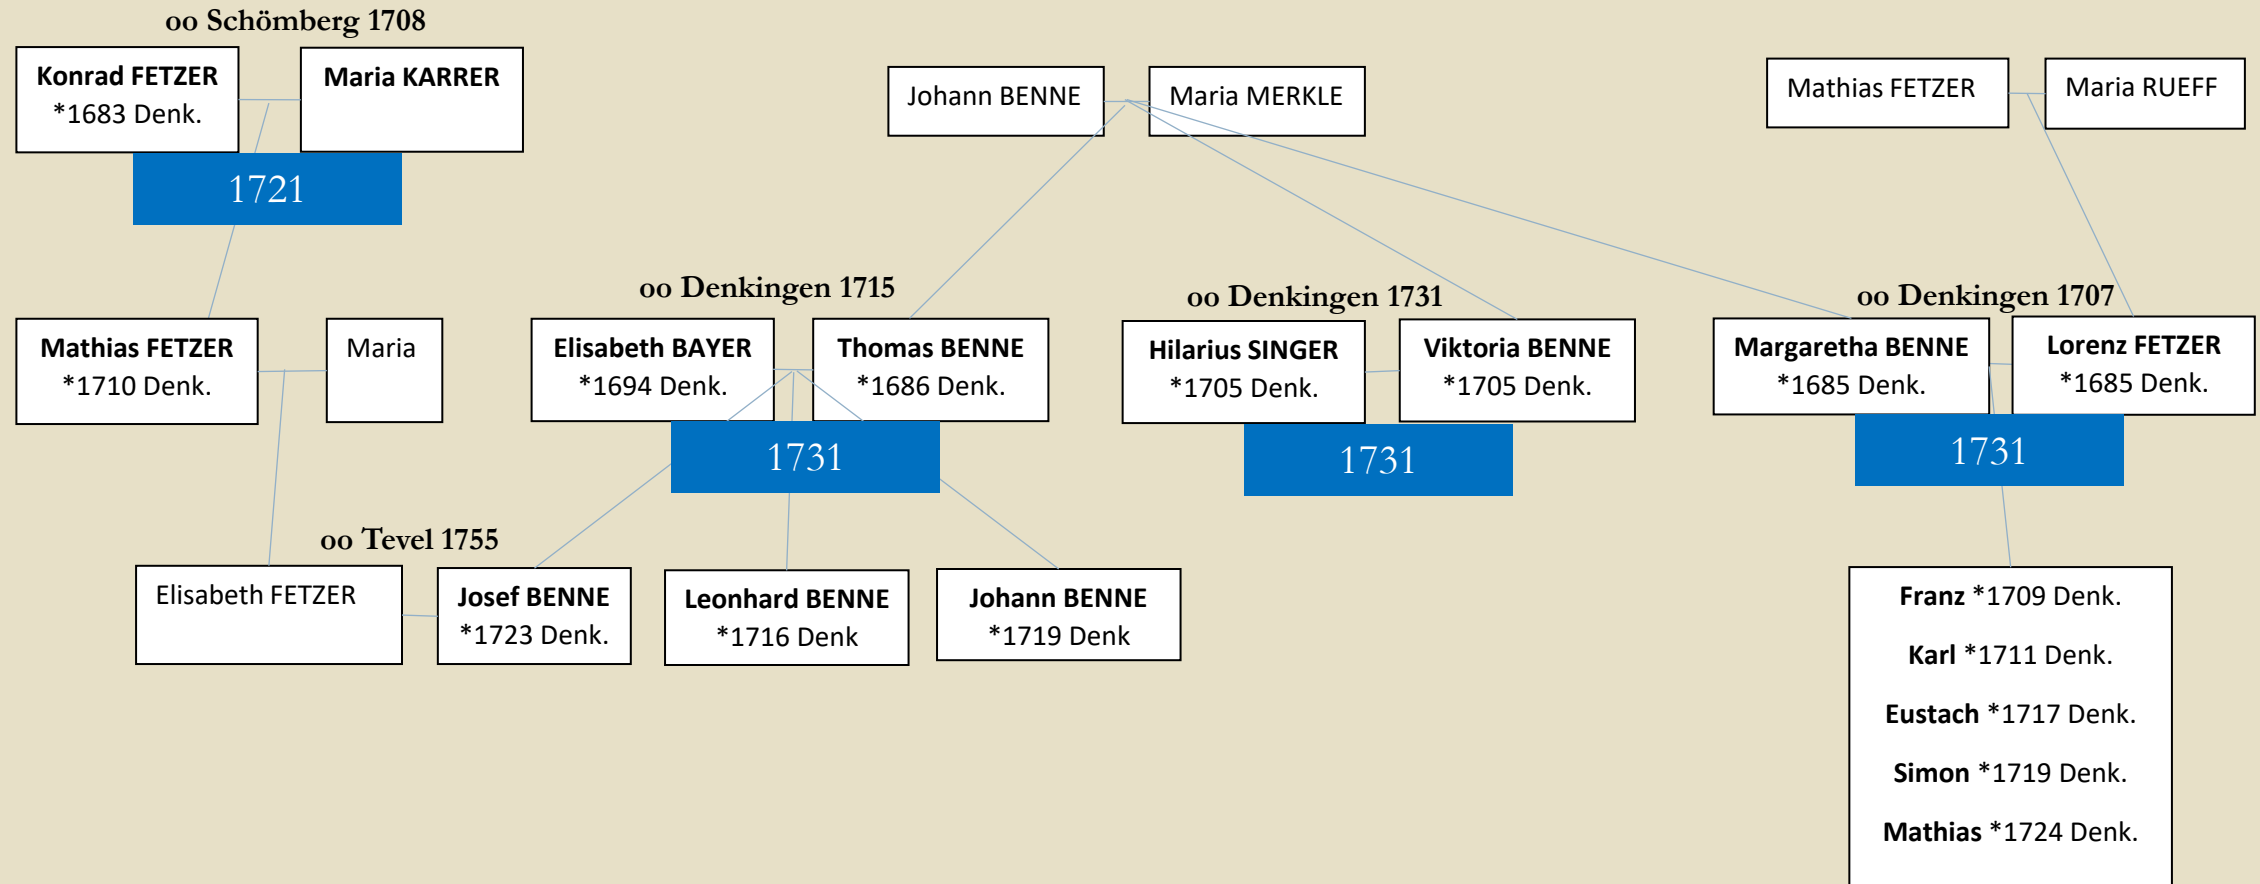 oo Schömberg 1708
Konrad FETZER
*1683 Denk.
Maria KARRER
Johann BENNE
Maria MERKLE
Mathias FETZER
Maria RUEFF
1721
oo Denkingen 1715
oo Denkingen 1731
oo Denkingen 1707
Mathias FETZER
*1710 Denk.
Maria
Elisabeth BAYER
*1694 Denk.
Thomas BENNE
*1686 Denk.
Hilarius SINGER
*1705 Denk.
Viktoria BENNE
*1705 Denk.
Margaretha BENNE
*1685 Denk.
Lorenz FETZER
*1685 Denk.
1731
1731
1731
oo Tevel 1755
Elisabeth FETZER
Josef BENNE
*1723 Denk.
Leonhard BENNE
*1716 Denk
Johann BENNE
*1719 Denk
Franz *1709 Denk.
Karl *1711 Denk.
Eustach *1717 Denk.
Simon *1719 Denk.
Mathias *1724 Denk.